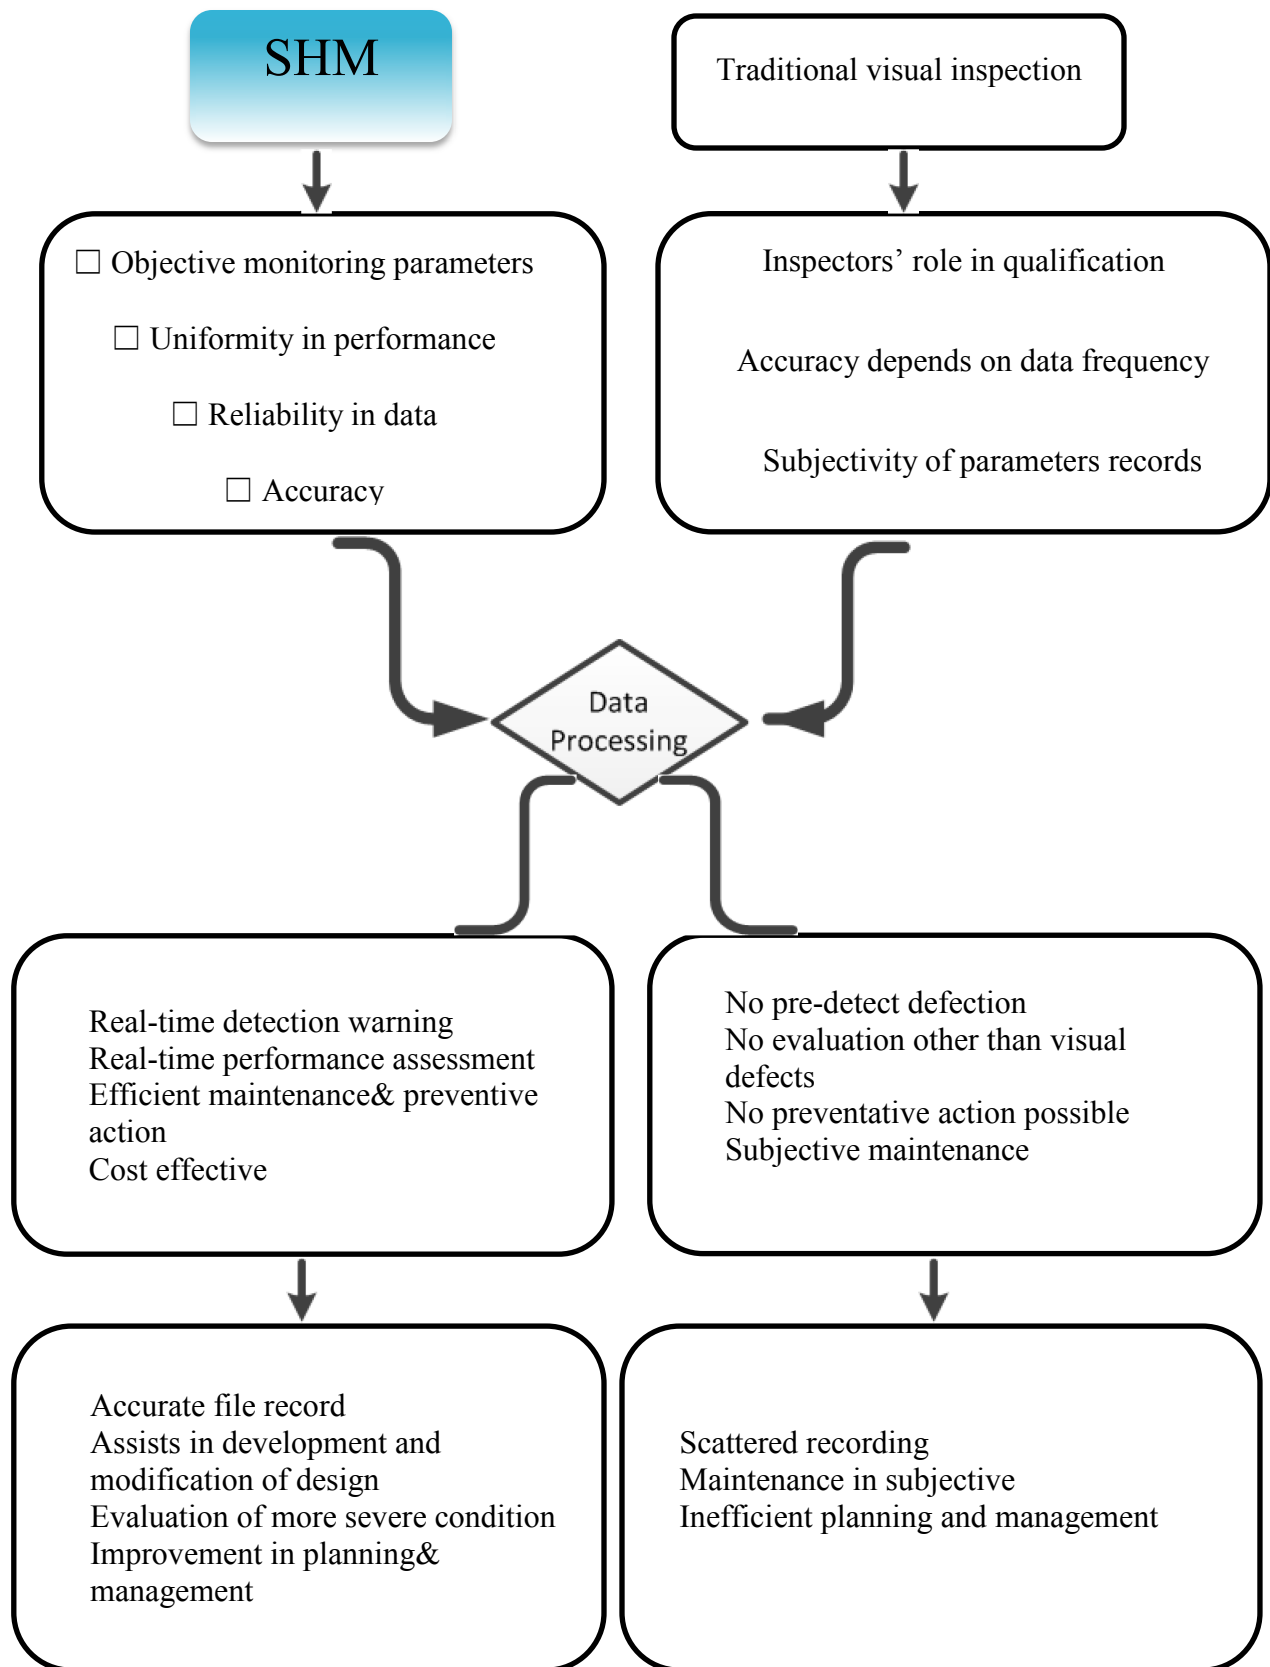 SHM
Traditional visual inspection
☐ Objective monitoring parameters
☐ Uniformity in performance
☐ Reliability in data
☐ Accuracy
Inspectors’ role in qualification
Accuracy depends on data frequency
Subjectivity of parameters records
Data
Processing
Real-time detection warning
Real-time performance assessment
Efficient maintenance& preventive
action
Cost effective
No pre-detect defection
No evaluation other than visual
defects
No preventative action possible
Subjective maintenance
Accurate file record
Assists in development and
modification of design
Evaluation of more severe condition
Improvement in planning&
management
Scattered recording
Maintenance in subjective
Inefficient planning and management